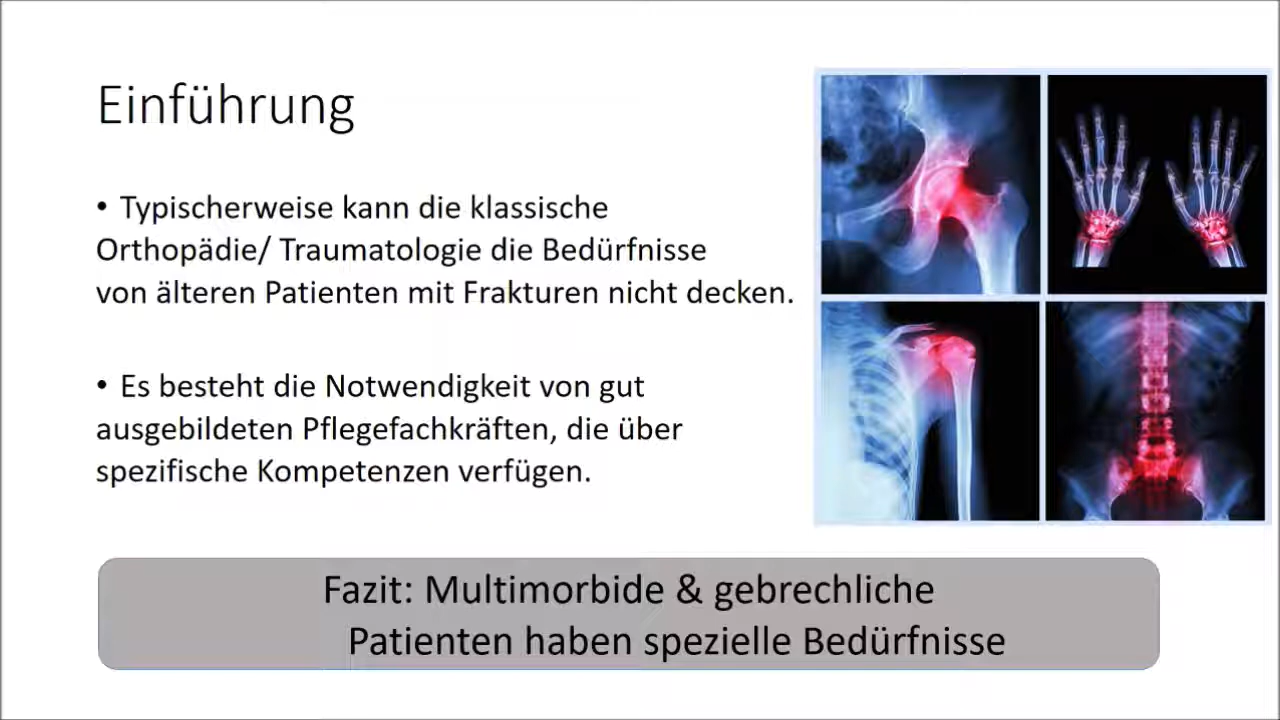 Einführung
• Typischerweise kann die klassische
Orthopädie/ Traumatologie die Bedürfnisse
von älteren Patienten mit Frakturen nicht decken.
• Es besteht die Notwendigkeit von gut
ausgebildeten Pflegefachkräften, die über
spezifische Kompetenzen verfügen.
Fazit: Multimorbide & gebrechliche
Patienten haben spezielle Bedürfnisse